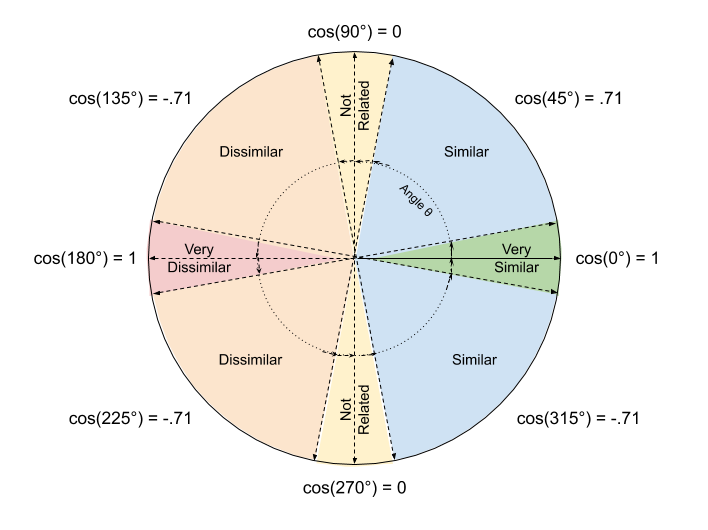 cos(90°) = 0
cos(135°) = -.71
cos(45°) = .71
Not
Related
Dissimilar
Similar
Angle θ
cos(180°) = 1
Very
Dissimilar
Very
Similar
cos(0°) = 1
Dissimilar
Similar
Not
Related
cos(225°) = -.71
cos(315°) = -.71
cos(270°) = 0